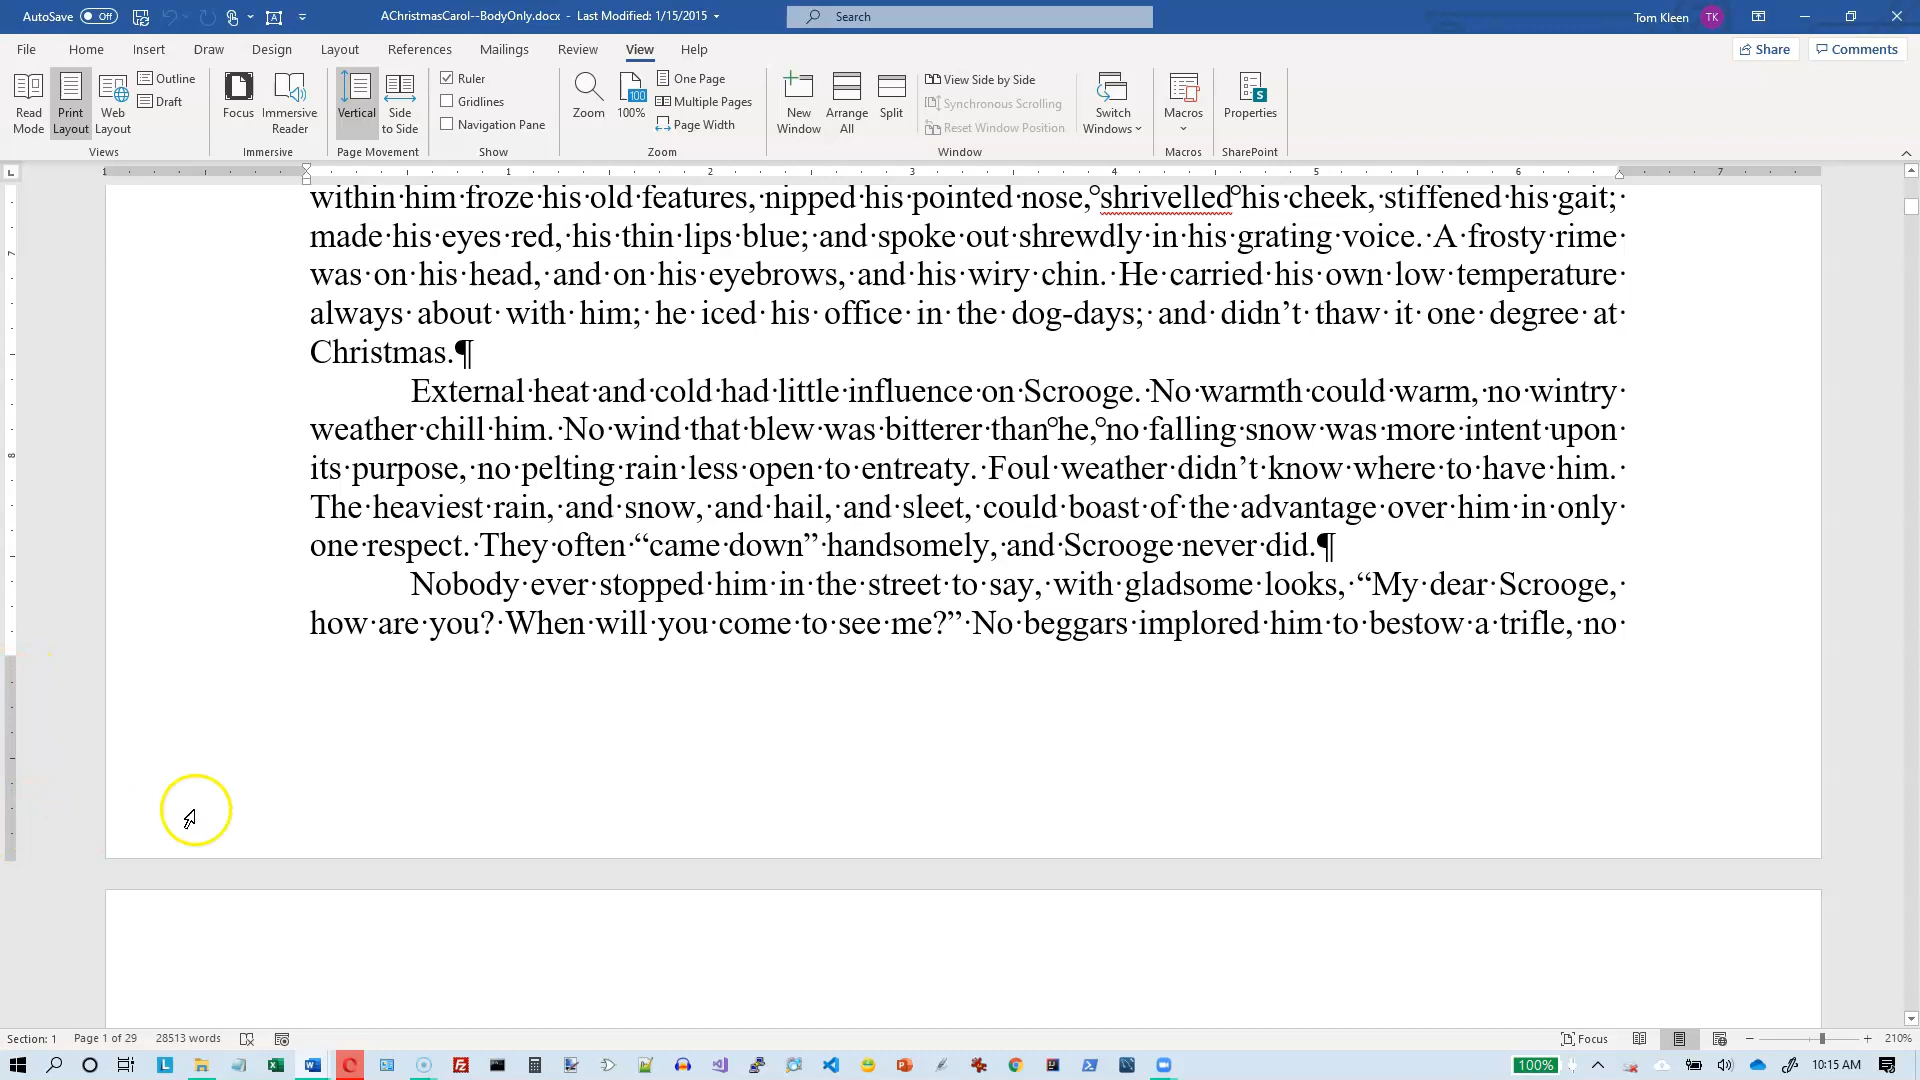 AutoSave Off AChristmasCarol--BodyOnly.docx - Last Modified: 1/15/2015 Search Tom Kleen TK
File Home Insert Draw Design Layout References Mailings Review View Help Share Comments
Read Mode
Print Layout
Web Layout
Outline
Draft
Views
Focus
Immersive Reader
Immersive
Vertical
Side to Side
Page Movement
Ruler
Gridlines
Navigation Pane
Show
Zoom
100
100%
One Page
Multiple Pages
Page Width
Zoom
New Window
Arrange All
Split
View Side by Side
Synchronous Scrolling
Reset Window Position
Switch Windows
Window
Macros
Macros
Properties
SharePoint
1 1 2 3 4 5 6 7
7
8
within·him·froze·his·old·features,·nipped·his·pointed·nose,°shrivelled°his·cheek,·stiffened·his·gait;·
made·his·eyes·red,·his·thin·lips·blue;·and·spoke·out·shrewdly·in·his·grating·voice.·A·frosty·rime·
was·on·his·head,·and·on·his·eyebrows,·and·his·wiry·chin.·He·carried·his·own·low·temperature·
always·about·with·him;·he·iced·his·office·in·the·dog-days;·and·didn’t·thaw·it·one·degree·at·
Christmas.¶
External·heat·and·cold·had·little·influence·on·Scrooge.·No·warmth·could·warm,·no·wintry·
weather·chill·him.·No·wind·that·blew·was·bitterer·than°he,°no·falling·snow·was·more·intent·upon·
its·purpose,·no·pelting·rain·less·open·to·entreaty.·Foul·weather·didn’t·know·where·to·have·him.·
The·heaviest·rain,·and·snow,·and·hail,·and·sleet,·could·boast·of·the·advantage·over·him·in·only·
one·respect.·They·often·“came·down”·handsomely,·and·Scrooge·never·did.¶
Nobody·ever·stopped·him·in·the·street·to·say,·with·gladsome·looks,·“My·dear·Scrooge,·
how·are·you?·When·will·you·come·to·see·me?”·No·beggars·implored·him·to·bestow·a·trifle,·no·
Section: 1 Page 1 of 29 28513 words Focus 210%
100% 10:15 AM